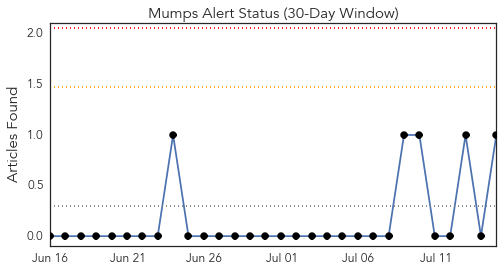 Mumps Alert Status (30-Day Window)
Articles Found
2.0
1.5
1.0
0.5
0.0
Jun 16 Jun 21 Jun 26 Jul 01 Jul 06 Jul 11